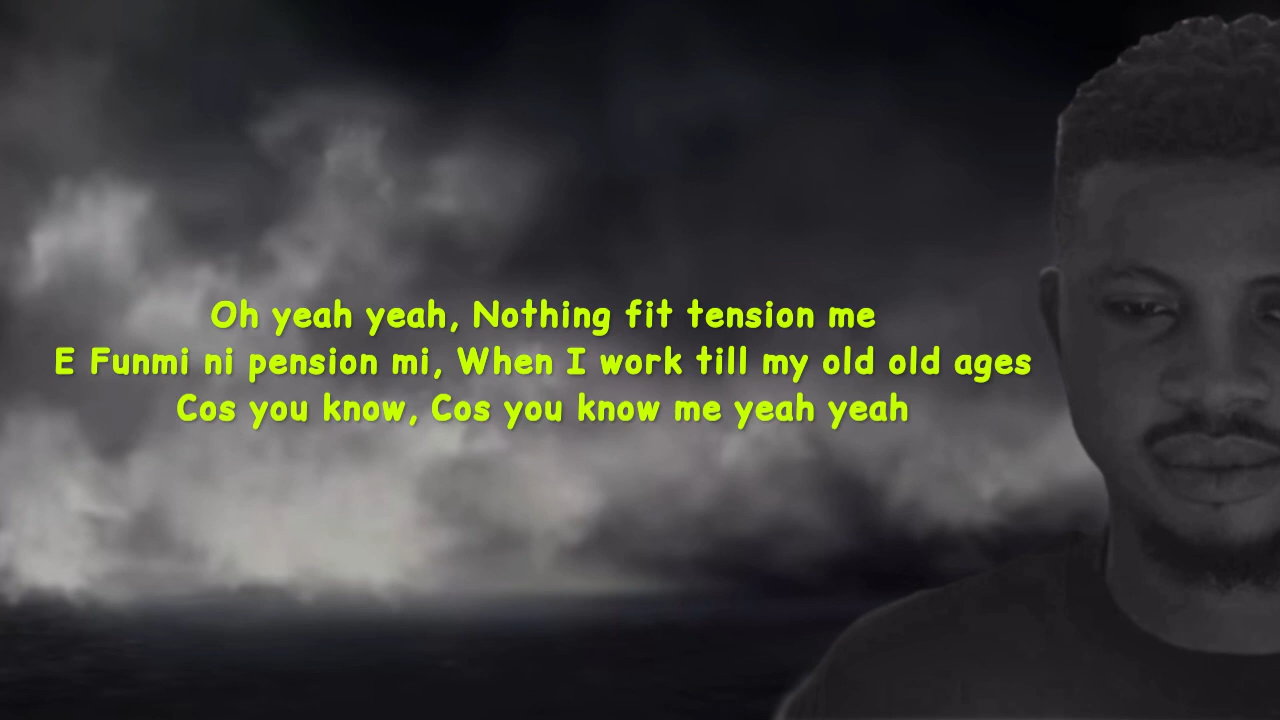 Oh yeah yeah, Nothing fit tension me
E Funmi ni pension mi, When I work till my old old ages
Cos you know, Cos you know me yeah yeah